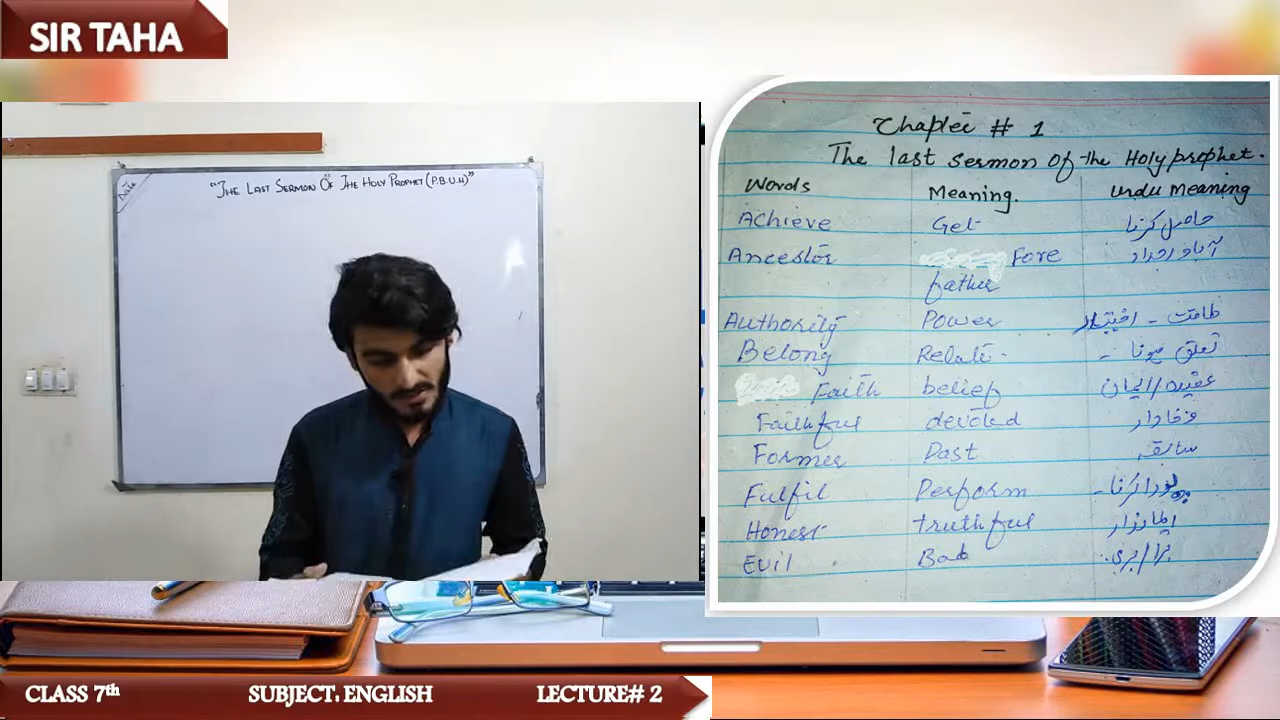 SIR TAHA
Date
"THE LAST SERMON OF THE HOLY PROPHET (P.B.U.H)"
Chapter # 1
The last sermon of the Holy prophet.
Words Meaning. urdu meaning
Achieve Get حاصل کرنا
Ancestor Fore
father
Authority Power طاقت - اختیار
Belong Relate تعلق ہونا -
Faith belief عقیدہ/ایمان
Faithful devoted وفادار
Former Past سابقہ
Fulfil Perform پورا کرنا -
Honest truthful ایماندار
Evil Bad برا/بری
CLASS 7th SUBJECT. ENGLISH LECTURE# 2